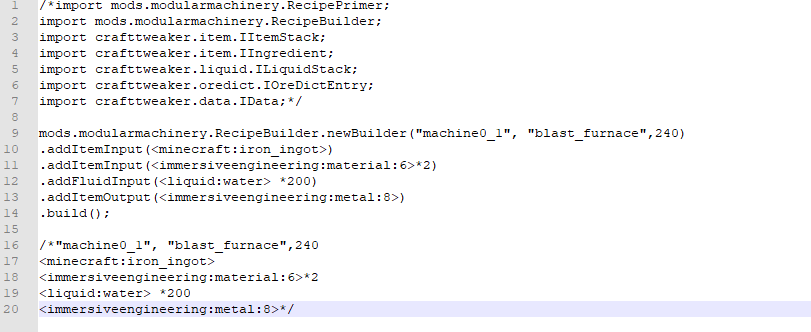 1 /*import mods.modularmachinery.RecipePrimer;
2 import mods.modularmachinery.RecipeBuilder;
3 import crafttweaker.item.IItemStack;
4 import crafttweaker.item.IIngredient;
5 import crafttweaker.liquid.ILiquidStack;
6 import crafttweaker.oredict.IOreDictEntry;
7 import crafttweaker.data.IData;*/
8
9 mods.modularmachinery.RecipeBuilder.newBuilder("machine0_1", "blast_furnace",240)
10 .addItemInput(<minecraft:iron_ingot>)
11 .addItemInput(<immersiveengineering:material:6>*2)
12 .addFluidInput(<liquid:water> *200)
13 .addItemOutput(<immersiveengineering:metal:8>)
14 .build();
15
16 /*"machine0_1", "blast_furnace",240
17 <minecraft:iron_ingot>
18 <immersiveengineering:material:6>*2
19 <liquid:water> *200
20 <immersiveengineering:metal:8>*/